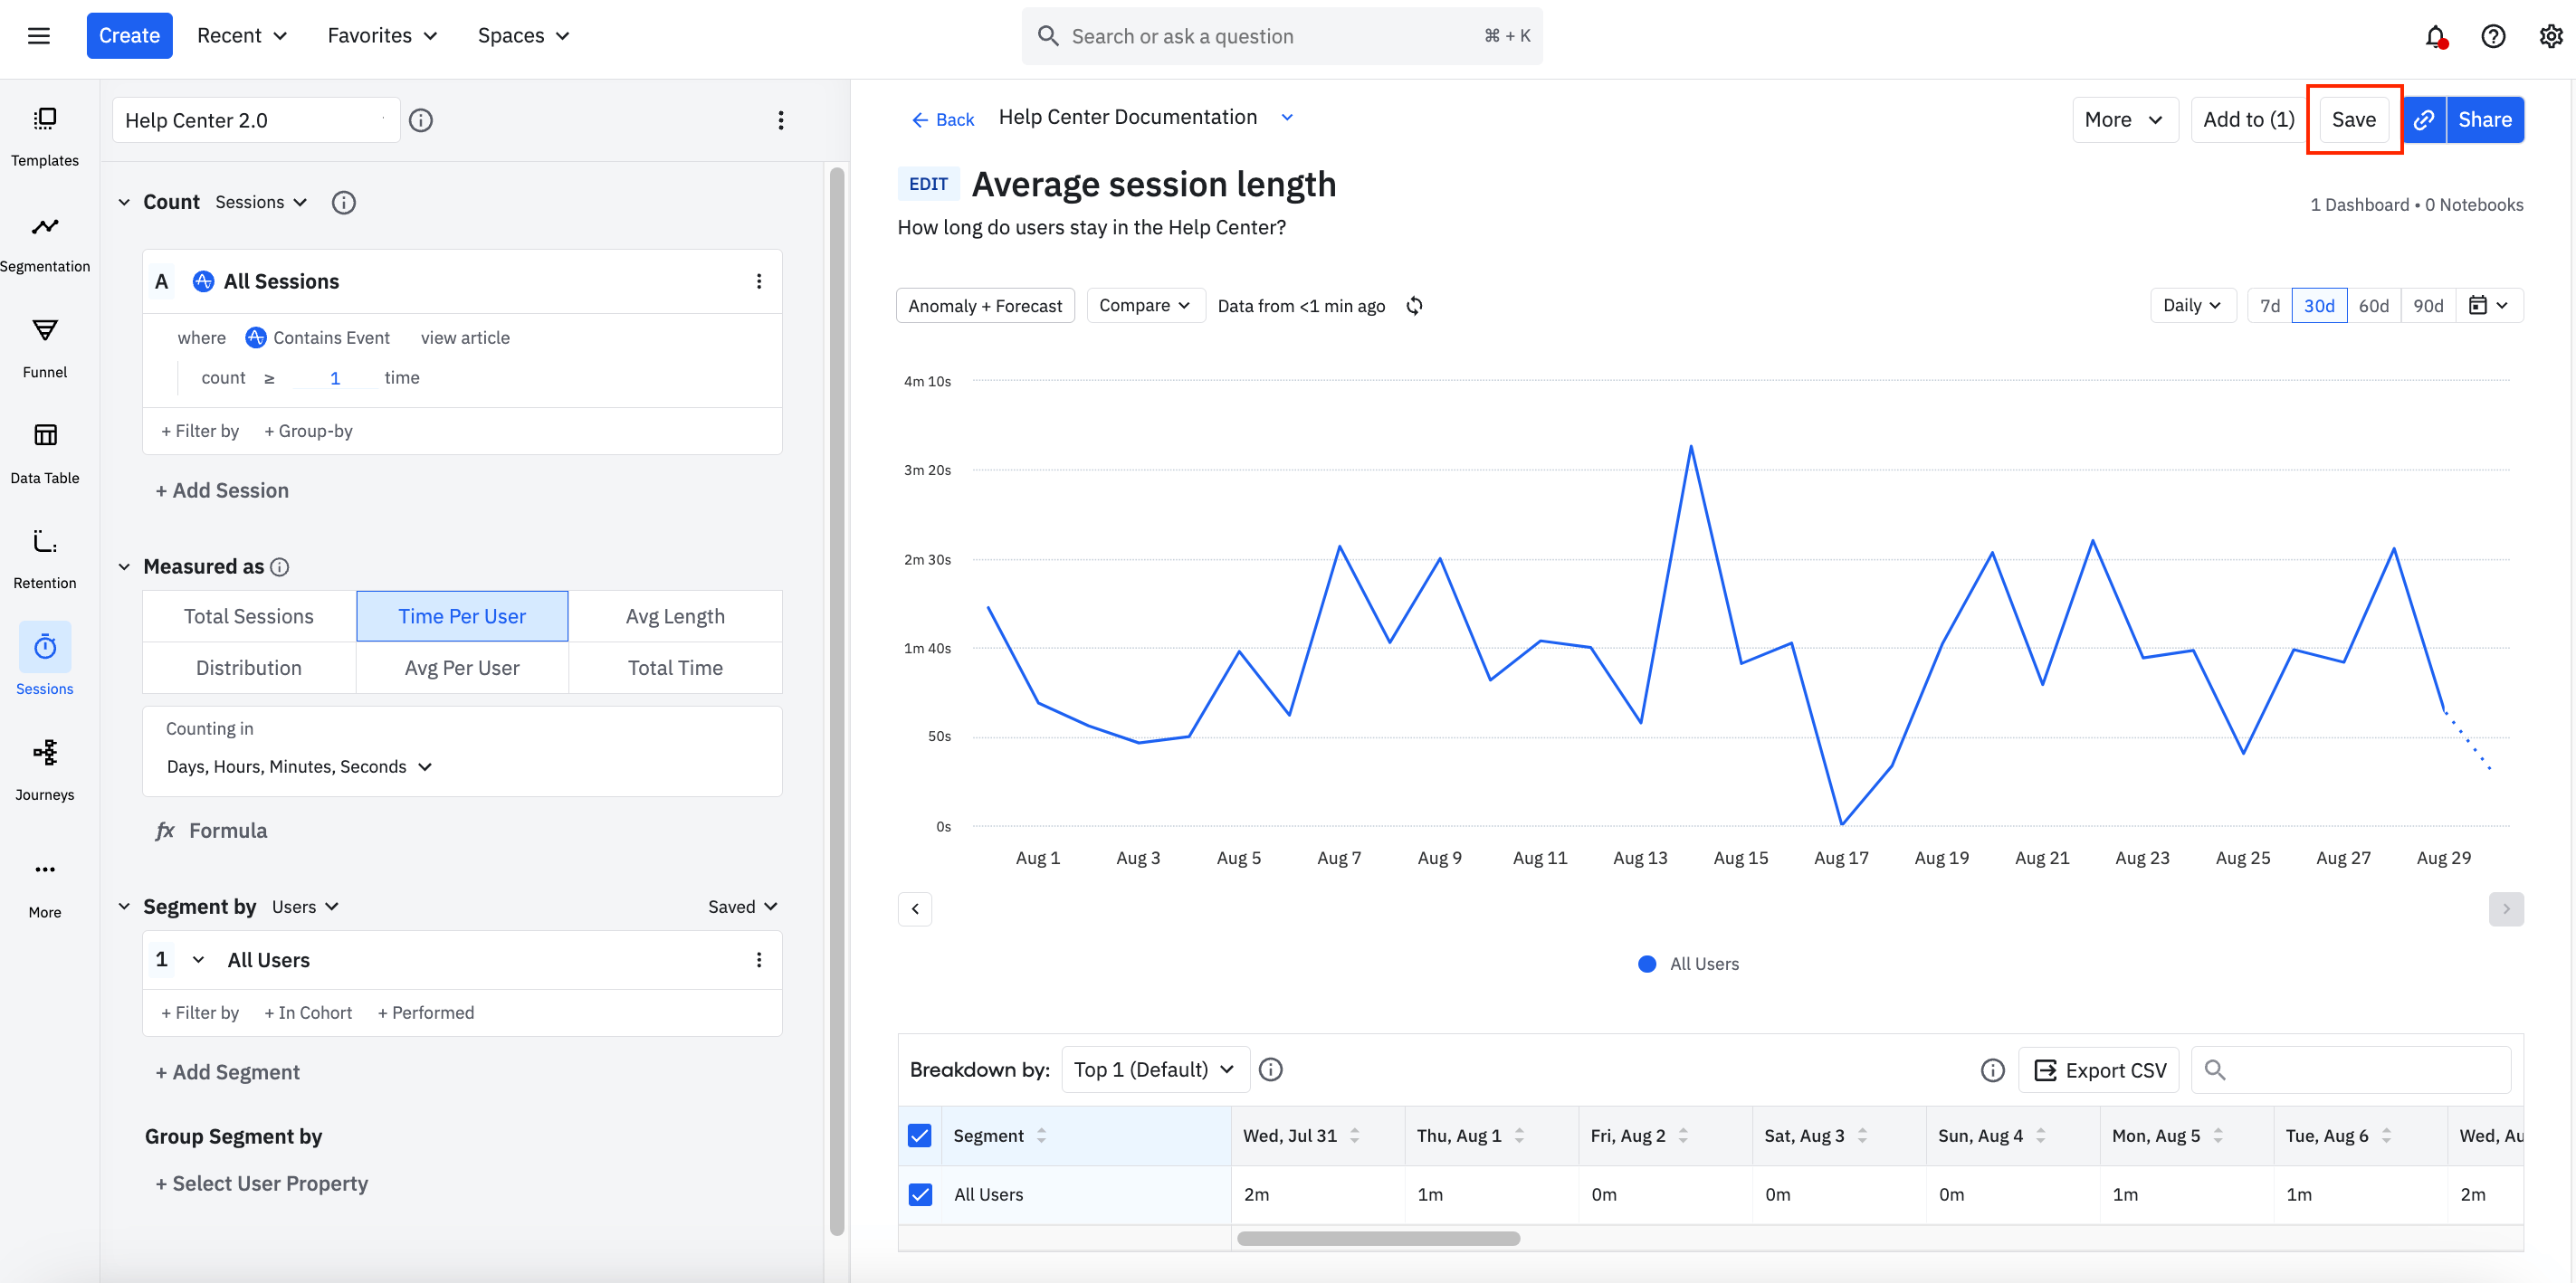 Create Recent Favorites Spaces Search or ask a question ⌘ + K
Templates
Segmentation
Funnel
Data Table
Retention
Sessions
Journeys
More
Help Center 2.0
Count Sessions
A All Sessions
where Contains Event view article
count ≥ 1 time
+ Filter by + Group-by
+ Add Session
Measured as
Total Sessions Time Per User Avg Length
Distribution Avg Per User Total Time
Counting in
Days, Hours, Minutes, Seconds
fx Formula
Segment by Users Saved
1 All Users
+ Filter by + In Cohort + Performed
+ Add Segment
Group Segment by
+ Select User Property
Back Help Center Documentation More Add to (1) Save Share
EDIT Average session length
1 Dashboard • 0 Notebooks
How long do users stay in the Help Center?
Anomaly + Forecast Compare Data from <1 min ago Daily 7d 30d 60d 90d
4m 10s
3m 20s
2m 30s
1m 40s
50s
0s
Aug 1 Aug 3 Aug 5 Aug 7 Aug 9 Aug 11 Aug 13 Aug 15 Aug 17 Aug 19 Aug 21 Aug 23 Aug 25 Aug 27 Aug 29
All Users
Breakdown by: Top 1 (Default) Export CSV
Segment Wed, Jul 31 Thu, Aug 1 Fri, Aug 2 Sat, Aug 3 Sun, Aug 4 Mon, Aug 5 Tue, Aug 6 Wed, Au
All Users 2m 1m 0m 0m 0m 1m 1m 2m